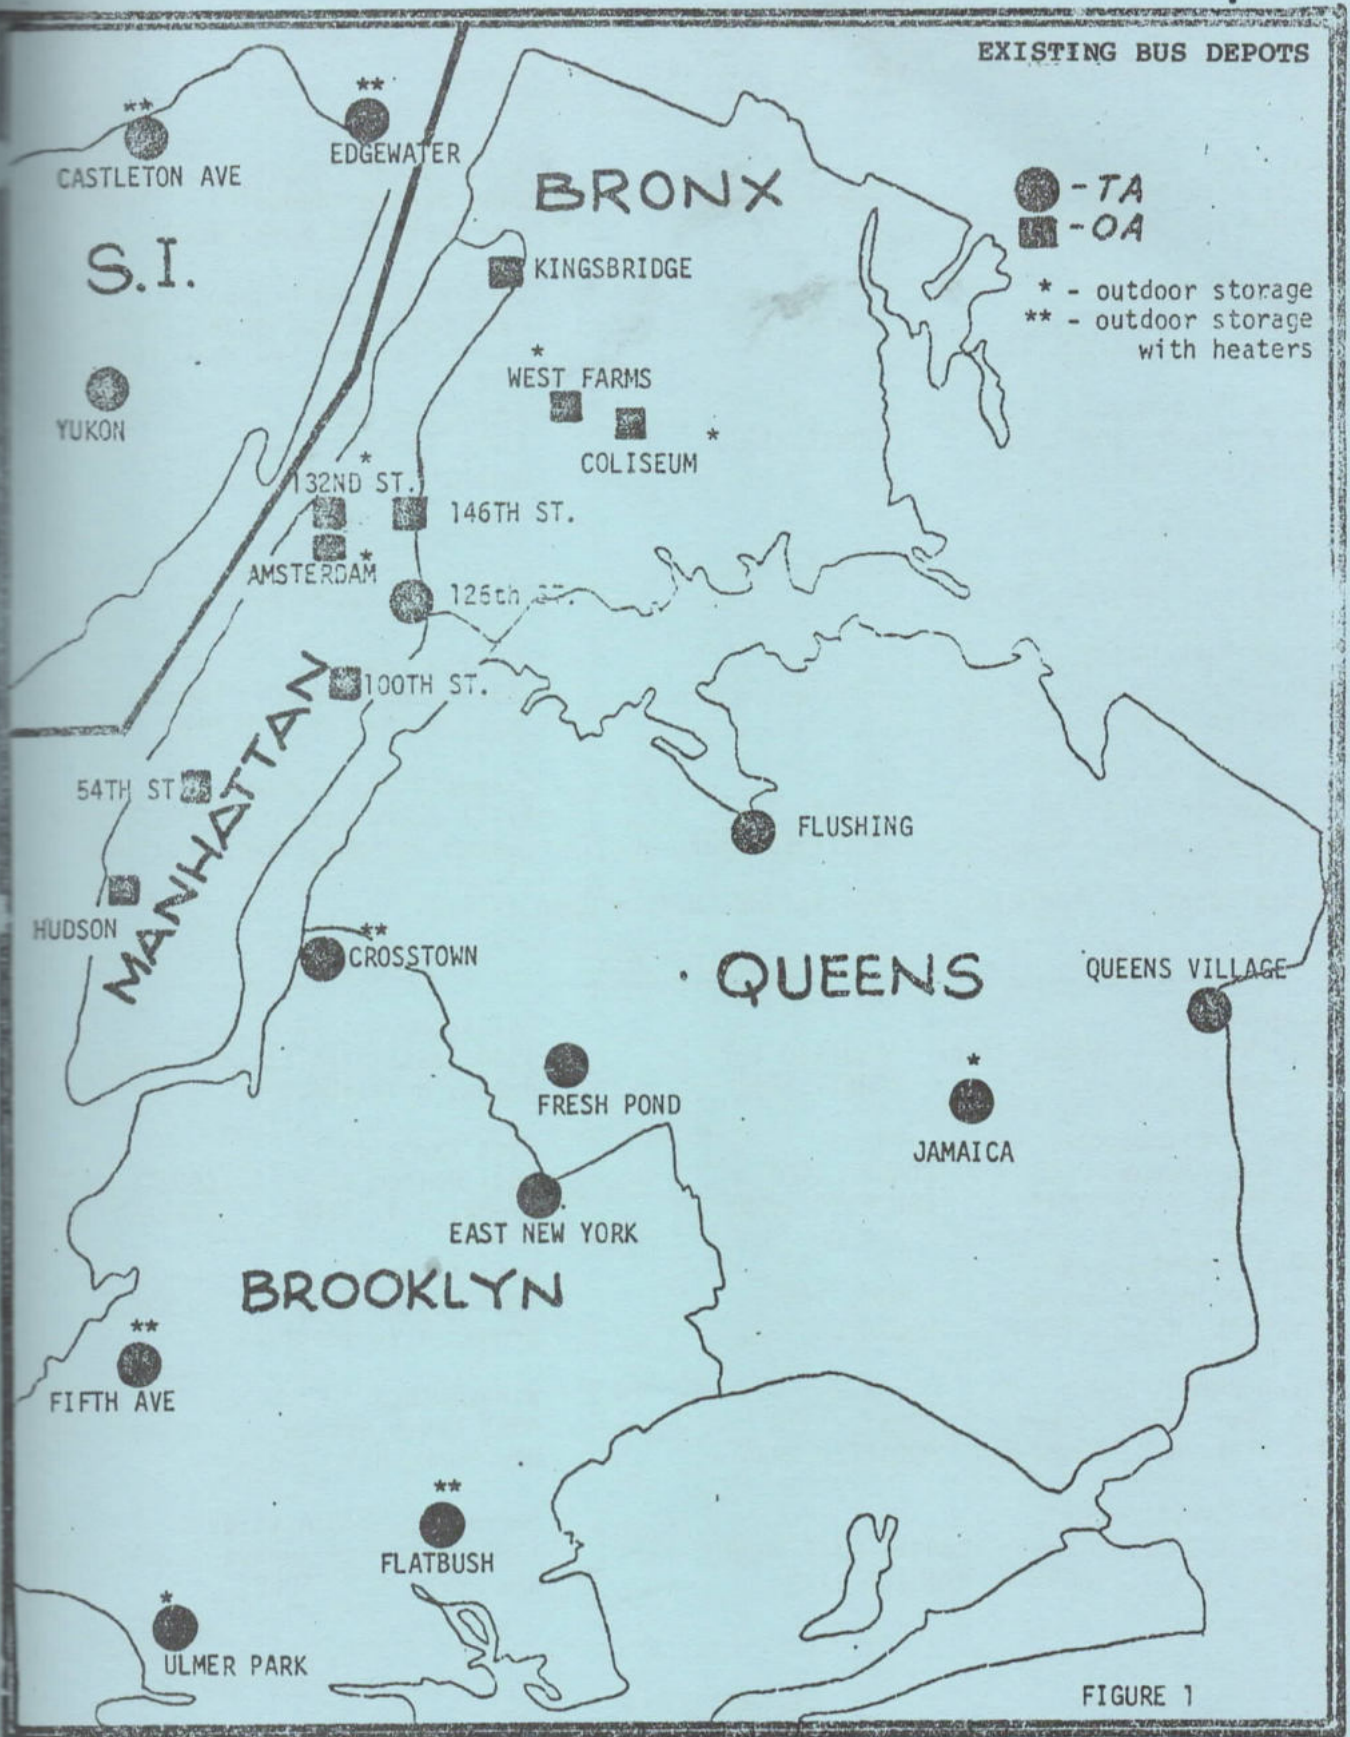 EXISTING BUS DEPOTS
**
**
EDGEWATER
CASTLETON AVE
BRONX
- TA
- OA
S.I.
KINGSBRIDGE
* - outdoor storage
** - outdoor storage
with heaters
*
WEST FARMS
YUKON
*
COLISEUM
*
132ND ST.
146TH ST.
*
AMSTERDAM
125th ST.
100TH ST.
MANHATTAN
54TH ST
FLUSHING
HUDSON
**
CROSSTOWN
QUEENS
QUEENS VILLAGE
*
FRESH POND
JAMAICA
EAST NEW YORK
BROOKLYN
**
FIFTH AVE
**
FLATBUSH
*
ULMER PARK
FIGURE 1